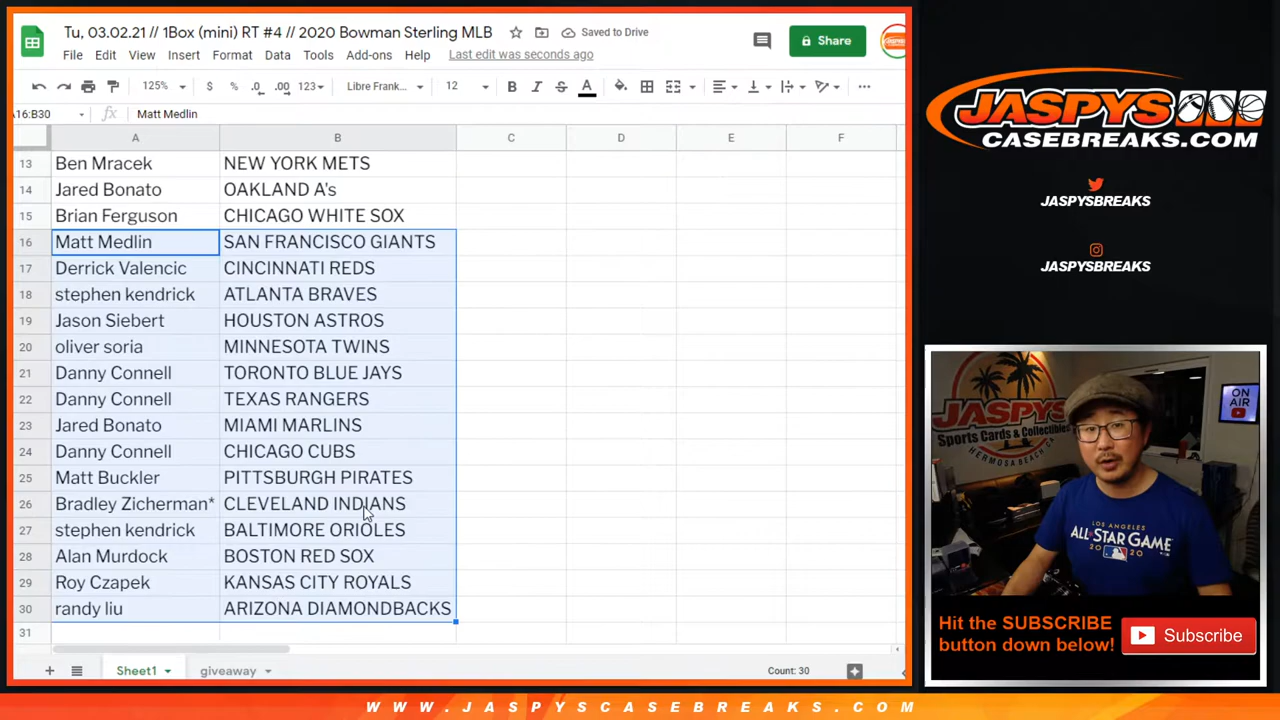 Tu, 03.02.21 // 1Box (mini) RT #4 // 2020 Bowman Sterling MLB
Saved to Drive
File Edit View Insert Format Data Tools Add-ons Help Last edit was seconds ago
Share
125% $ % .0 .00 123 Libre Frank... 12 B I S A
A16:B30 fx Matt Medlin
A B C D E F
13 Ben Mracek NEW YORK METS
14 Jared Bonato OAKLAND A's
15 Brian Ferguson CHICAGO WHITE SOX
16 Matt Medlin SAN FRANCISCO GIANTS
17 Derrick Valencic CINCINNATI REDS
18 stephen kendrick ATLANTA BRAVES
19 Jason Siebert HOUSTON ASTROS
20 oliver soria MINNESOTA TWINS
21 Danny Connell TORONTO BLUE JAYS
22 Danny Connell TEXAS RANGERS
23 Jared Bonato MIAMI MARLINS
24 Danny Connell CHICAGO CUBS
25 Matt Buckler PITTSBURGH PIRATES
26 Bradley Zicherman* CLEVELAND INDIANS
27 stephen kendrick BALTIMORE ORIOLES
28 Alan Murdock BOSTON RED SOX
29 Roy Czapek KANSAS CITY ROYALS
30 randy liu ARIZONA DIAMONDBACKS
31
Sheet1 giveaway Count: 30
JASPYS
CASEBREAKS.COM
JASPYSBREAKS
JASPYSBREAKS
JASPYS
Sports Cards & Collectibles
HERMOSA BEACH
ON AIR
LOS ANGELES
ALL-STAR GAME
2020
Hit the SUBSCRIBE
button down below!
Subscribe
WWW.JASPYSCASEBREAKS.COM